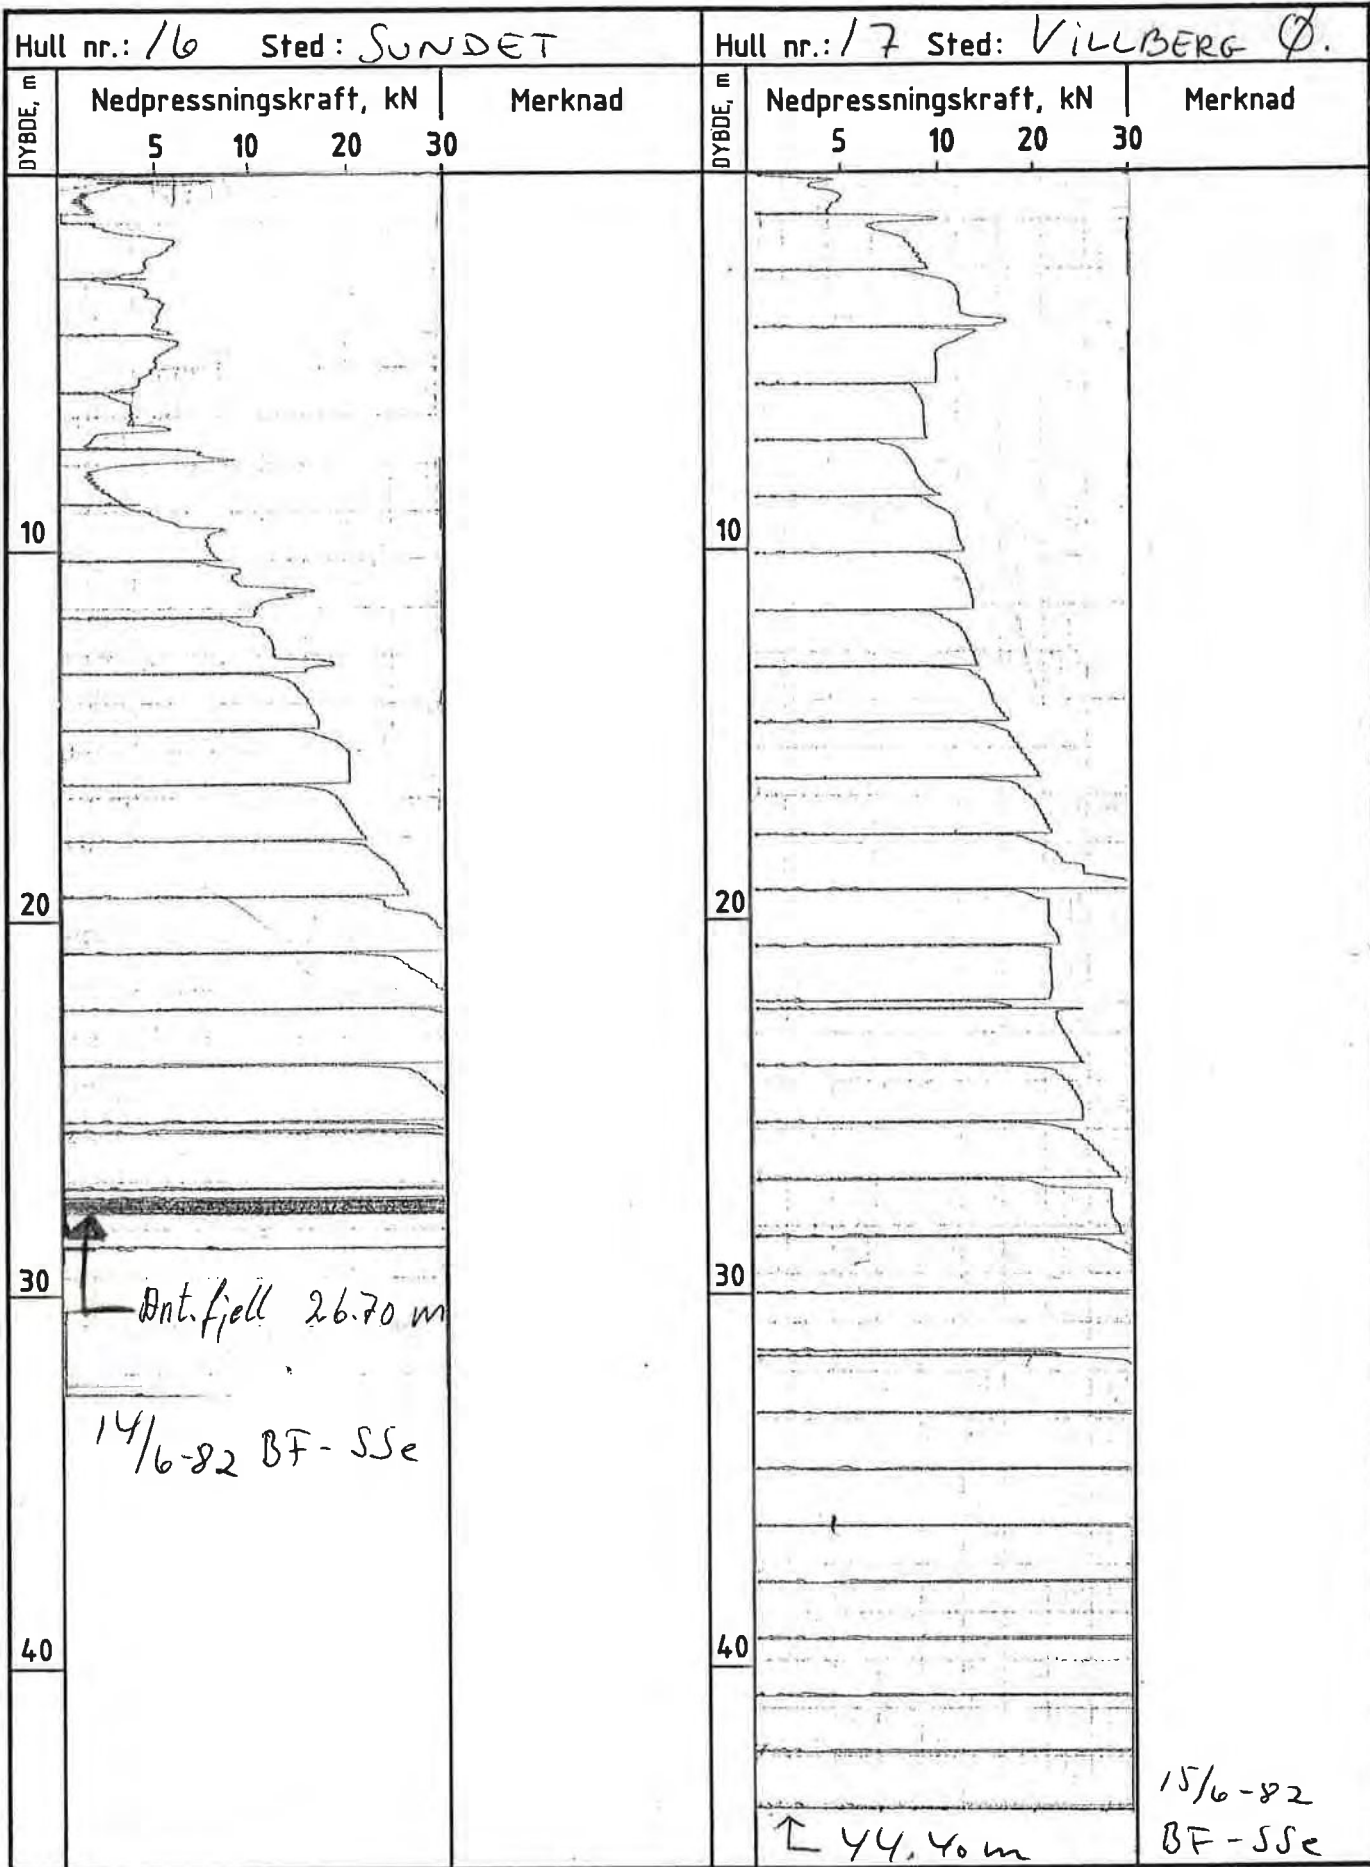 Hull nr.: 16 Sted: SUNDET
DYBDE, m
Nedpressningskraft, kN
Merknad
5 10 20 30
10
20
30
40
Ant. fjell 26.70 m
14/6-82 BF-SSe
Hull nr.: 17 Sted: VILLBERG Ø.
DYBDE, m
Nedpressningskraft, kN
Merknad
5 10 20 30
10
20
30
40
44.40m
15/6-82
BF-SSe